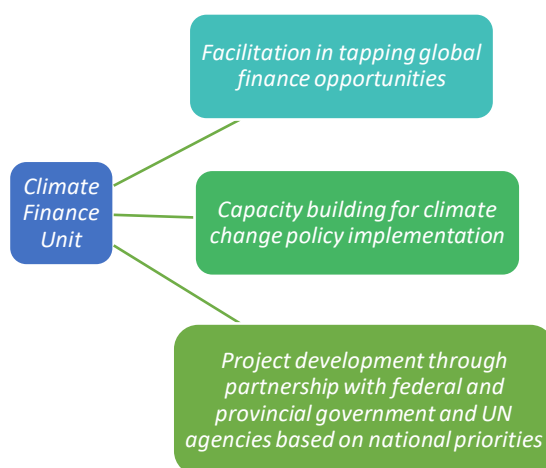 Facilitation in tapping global
finance opportunities
Climate
Finance
Unit
Capacity building for climate
change policy implementation
Project development through
partnership with federal and
provincial government and UN
agencies based on national priorities